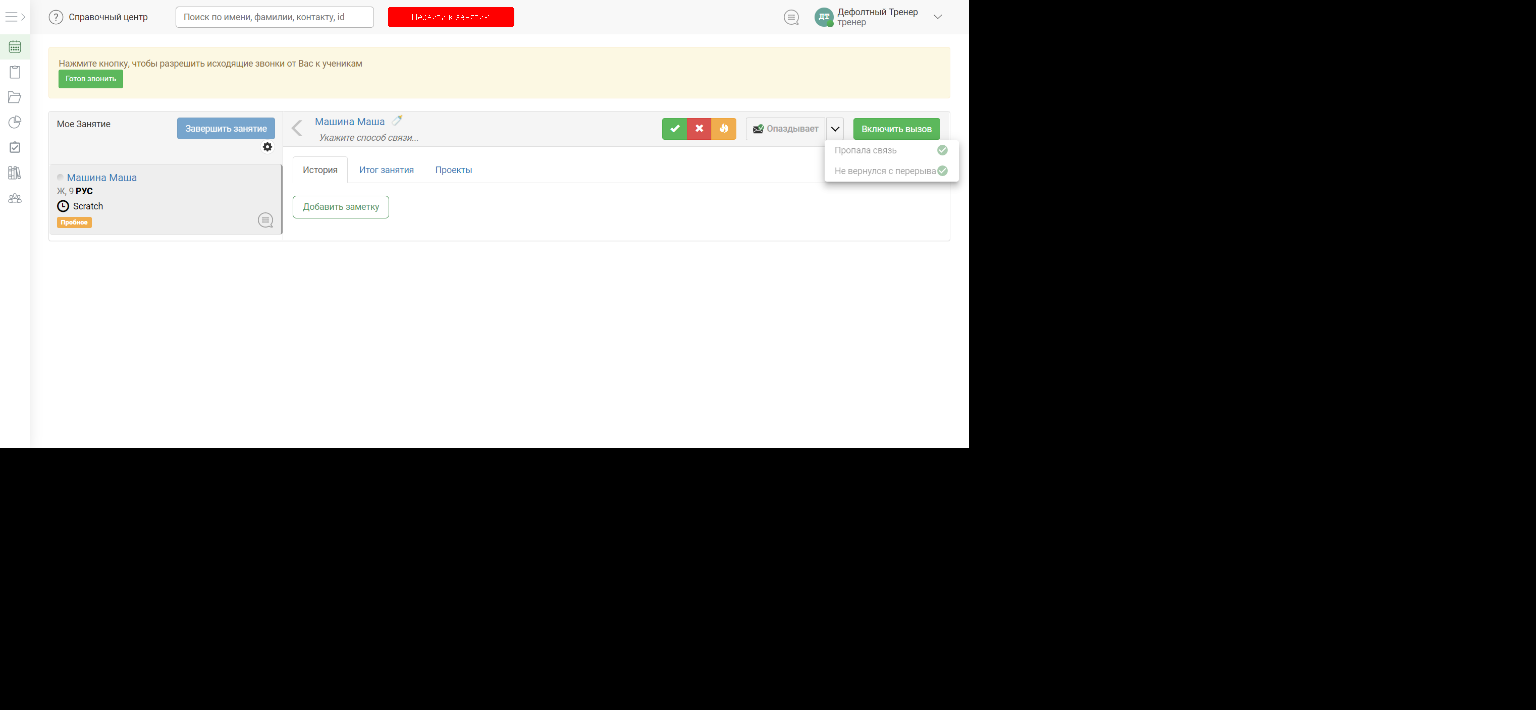 Справочный центр
Поиск по имени, фамилии, контакту, id
ДТ
Дефолтный Тренер
тренер
Нажмите кнопку, чтобы разрешить исходящие звонки от Вас к ученикам
Готов звонить
Мое Занятие
Завершить занятие
Машина Маша
Ж, 9 РУС
Scratch
Пробное
Машина Маша
Укажите способ связи...
Опаздывает
Включить вызов
Пропала связь
Не вернулся с перерыва
История
Итог занятия
Проекты
Добавить заметку